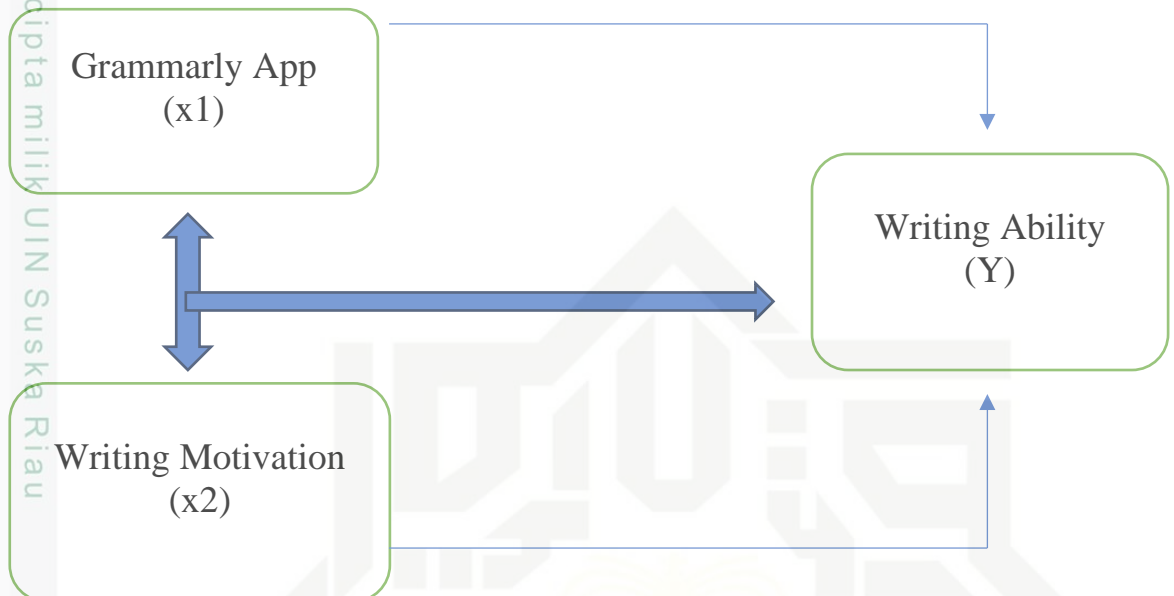 Grammarly App
(x1)
Writing Ability
(Y)
Writing Motivation
(x2)
cipta milik UIN Suska Riau